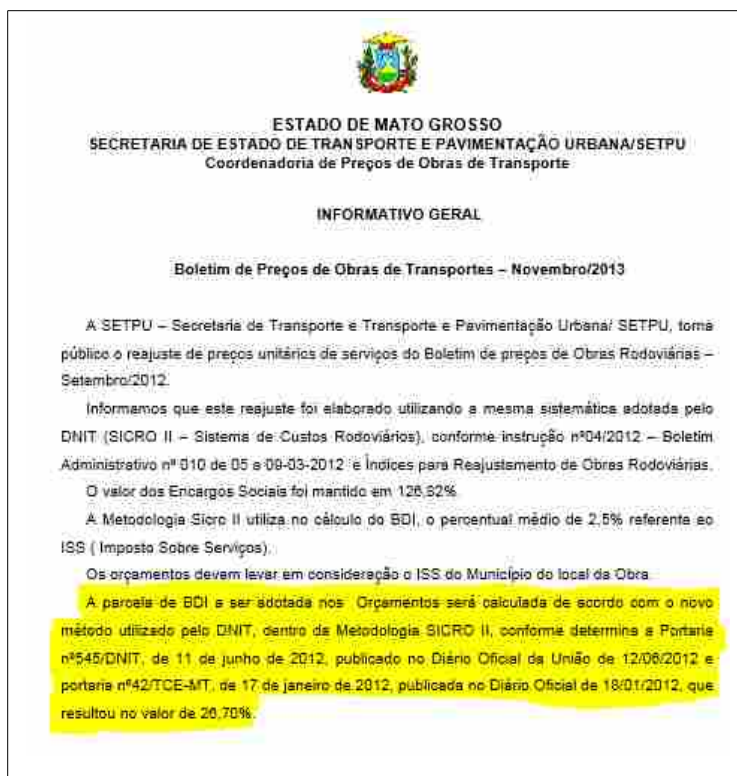 ESTADO DE MATO GROSSO
SECRETARIA DE ESTADO DE TRANSPORTE E PAVIMENTAÇÃO URBANA/SETPU
Coordenadoria de Preços de Obras de Transporte
INFORMATIVO GERAL
Boletim de Preços de Obras de Transportes – Novembro/2013
A SETPU – Secretaria de Transporte e Transporte e Pavimentação Urbana/ SETPU, torna
público o reajuste de preços unitários de serviços do Boletim de preços de Obras Rodoviárias –
Setembro/2012.
Informamos que este reajuste foi elaborado utilizando a mesma sistemática adotada pelo
DNIT (SICRO II – Sistema de Custos Rodoviários), conforme instrução nº04/2012 – Boletim
Administrativo nº 010 de 05 a 09-03-2012 e Índices para Reajustamento de Obras Rodoviárias.
O valor dos Encargos Sociais foi mantido em 126,82%.
A Metodologia Sicro II utiliza no cálculo do BDI, o percentual médio de 2,5% referente ao
ISS ( Imposto Sobre Serviços).
Os orçamentos devem levar em consideração o ISS do Município do local da Obra.
A parcela de BDI a ser adotada nos Orçamentos será calculada de acordo com o novo
método utilizado pelo DNIT, dentro da Metodologia SICRO II, conforme determina a Portaria
nº545/DNIT, de 11 de junho de 2012, publicado no Diário Oficial da União de 12/06/2012 e
portaria nº42/TCE-MT, de 17 de janeiro de 2012, publicada no Diário Oficial de 18/01/2012, que
resultou no valor de 26,70%.